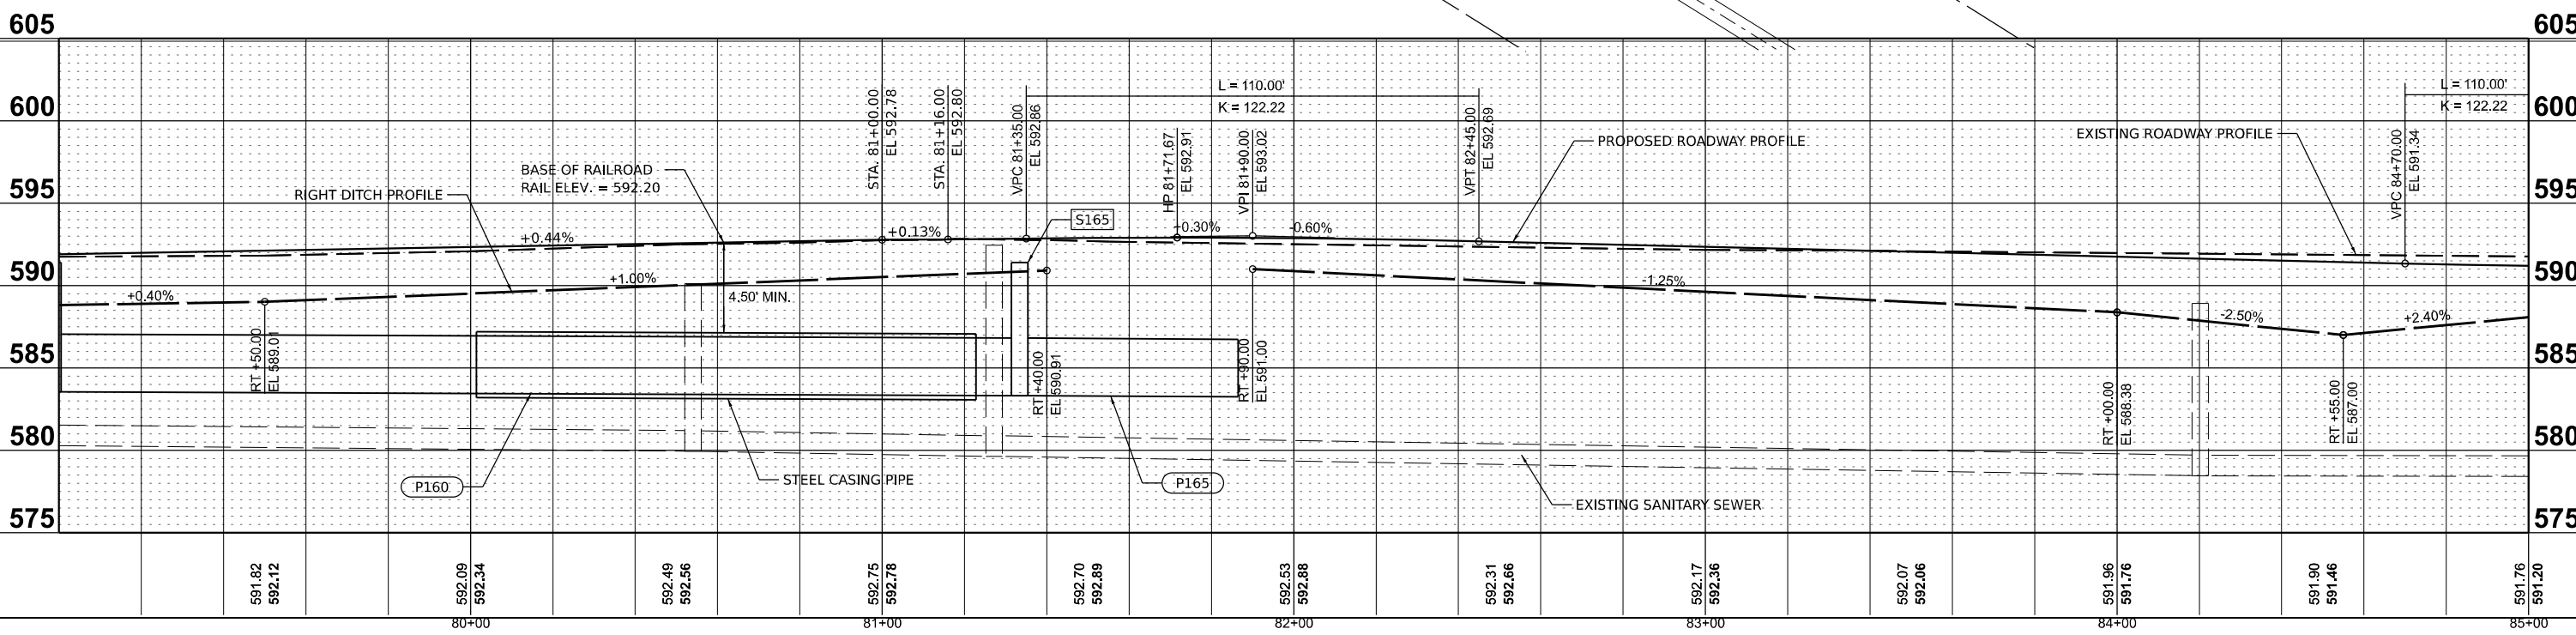 605
605
600
600
595
595
590
590
585
585
580
580
575
575
L = 110.00'
K = 122.22
L = 110.00'
K = 122.22
STA. 81+00.00
EL 592.78
STA. 81+16.00
EL 592.80
VPC 81+35.00
EL 592.86
HP 81+71.67
EL 592.91
VPI 81+90.00
EL 593.02
VPT 82+45.00
EL 592.69
VPC 84+70.00
EL 591.34
PROPOSED ROADWAY PROFILE
EXISTING ROADWAY PROFILE
BASE OF RAILROAD
RAIL ELEV. = 592.20
RIGHT DITCH PROFILE
S165
+0.44%
+0.13%
+0.30%
-0.60%
+0.40%
+1.00%
4.50' MIN.
-1.25%
-2.50%
+2.40%
RT +50.00
EL 589.01
RT +40.00
EL 590.91
RT +90.00
EL 591.00
RT +00.00
EL 588.38
RT +55.00
EL 587.00
P160
STEEL CASING PIPE
P165
EXISTING SANITARY SEWER
591.82
592.12
592.09
592.34
592.49
592.56
592.75
592.78
592.70
592.89
592.53
592.88
592.31
592.66
592.17
592.36
592.07
592.06
591.96
591.76
591.90
591.46
591.76
591.20
80+00
81+00
82+00
83+00
84+00
85+00